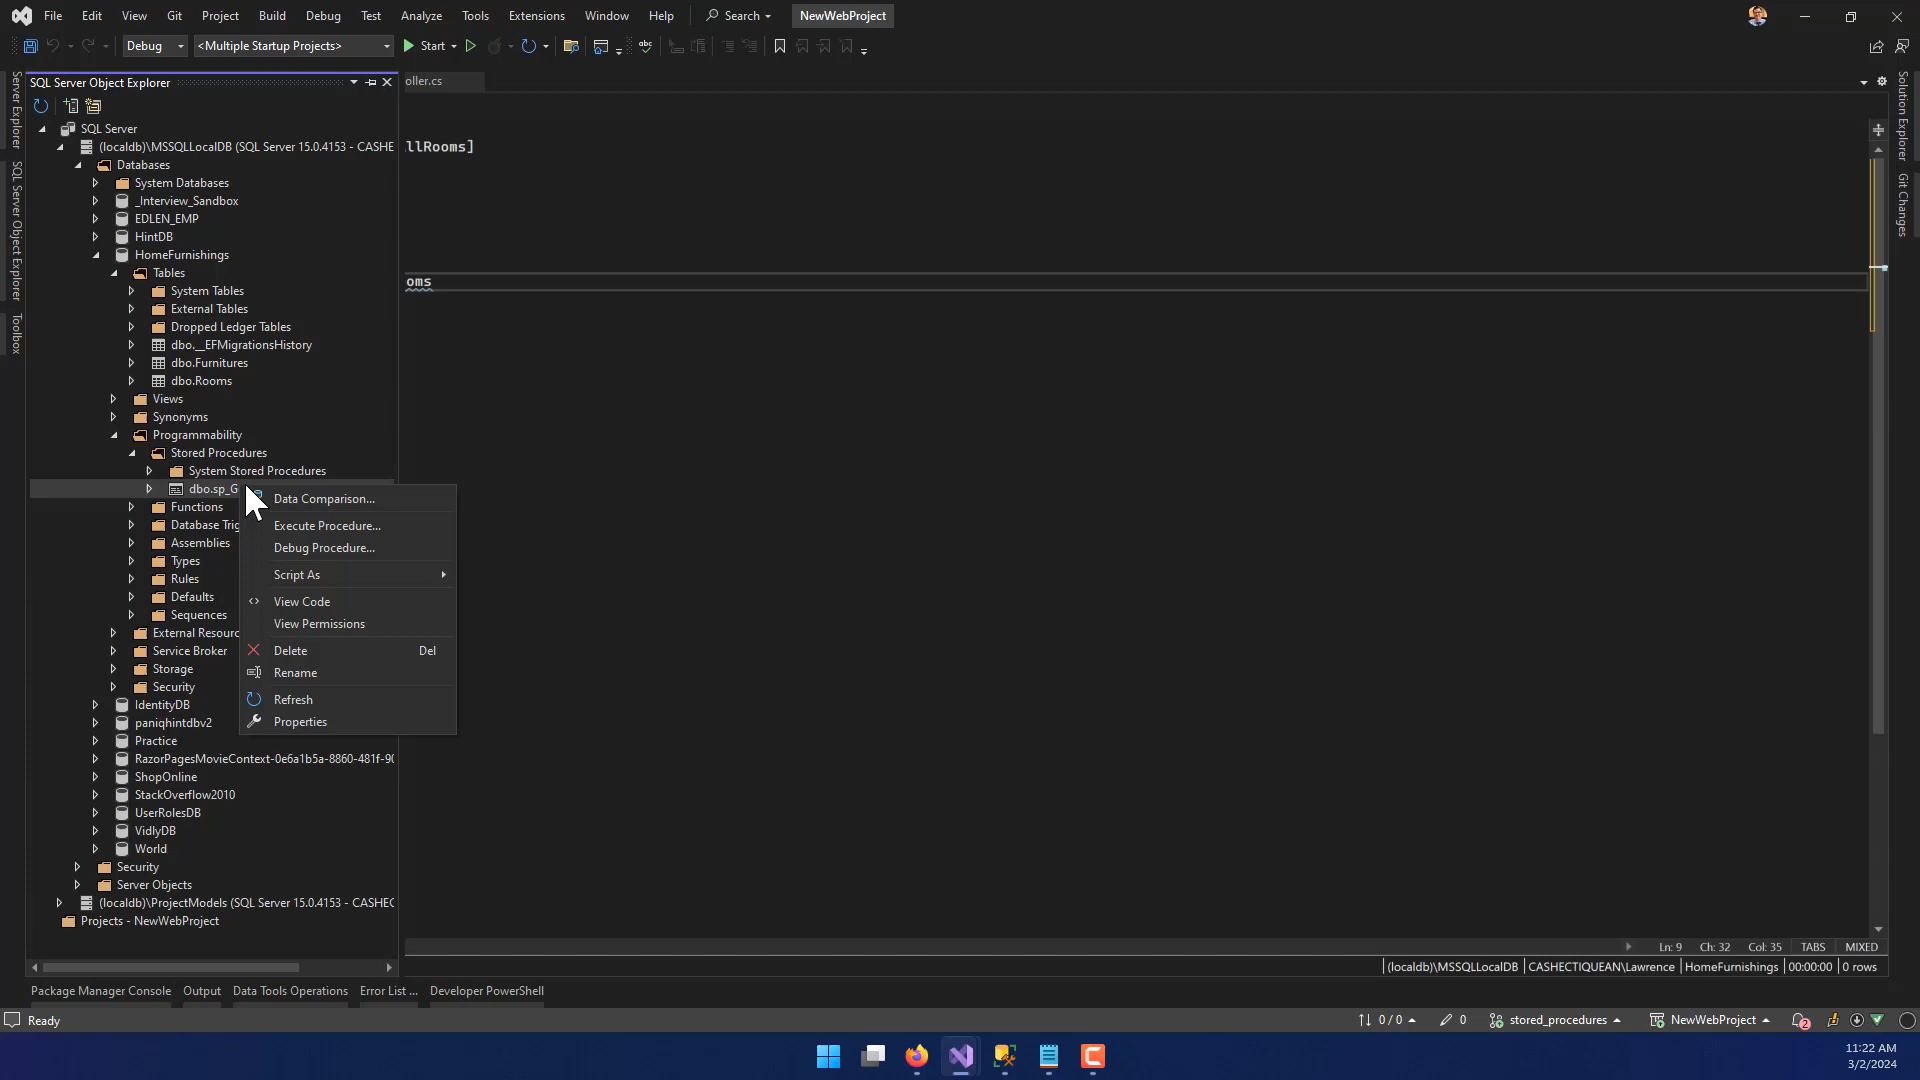 File Edit View Git Project Build Debug Test Analyze Tools Extensions Window Help Search NewWebProject
Debug <Multiple Startup Projects> Start
SQL Server Object Explorer
oller.cs
Server Explorer
SQL Server Object Explorer
Toolbox
Solution Explorer
Git Changes
SQL Server
(localdb)\MSSQLLocalDB (SQL Server 15.0.4153 - CASHE
llRooms]
Databases
System Databases
_Interview_Sandbox
EDLEN_EMP
HintDB
HomeFurnishings
Tables
oms
System Tables
External Tables
Dropped Ledger Tables
dbo.__EFMigrationsHistory
dbo.Furnitures
dbo.Rooms
Views
Synonyms
Programmability
Stored Procedures
System Stored Procedures
dbo.sp_G
Functions
Database Trig
Assemblies
Types
Rules
Defaults
Sequences
External Resourc
Service Broker
Storage
Security
IdentityDB
paniqhintdbv2
Practice
RazorPagesMovieContext-0e6a1b5a-8860-481f-90
ShopOnline
StackOverflow2010
UserRolesDB
VidlyDB
World
Security
Server Objects
(localdb)\ProjectModels (SQL Server 15.0.4153 - CASHEC
Projects - NewWebProject
Data Comparison...
Execute Procedure...
Debug Procedure...
Script As
View Code
View Permissions
Delete Del
Rename
Refresh
Properties
Ln: 9 Ch: 32 Col: 35 TABS MIXED
(localdb)\MSSQLLocalDB CASHECTIQUEAN\Lawrence HomeFurnishings 00:00:00 0 rows
Package Manager Console Output Data Tools Operations Error List ... Developer PowerShell
Ready 0 / 0 0 stored_procedures NewWebProject 2
11:22 AM
3/2/2024